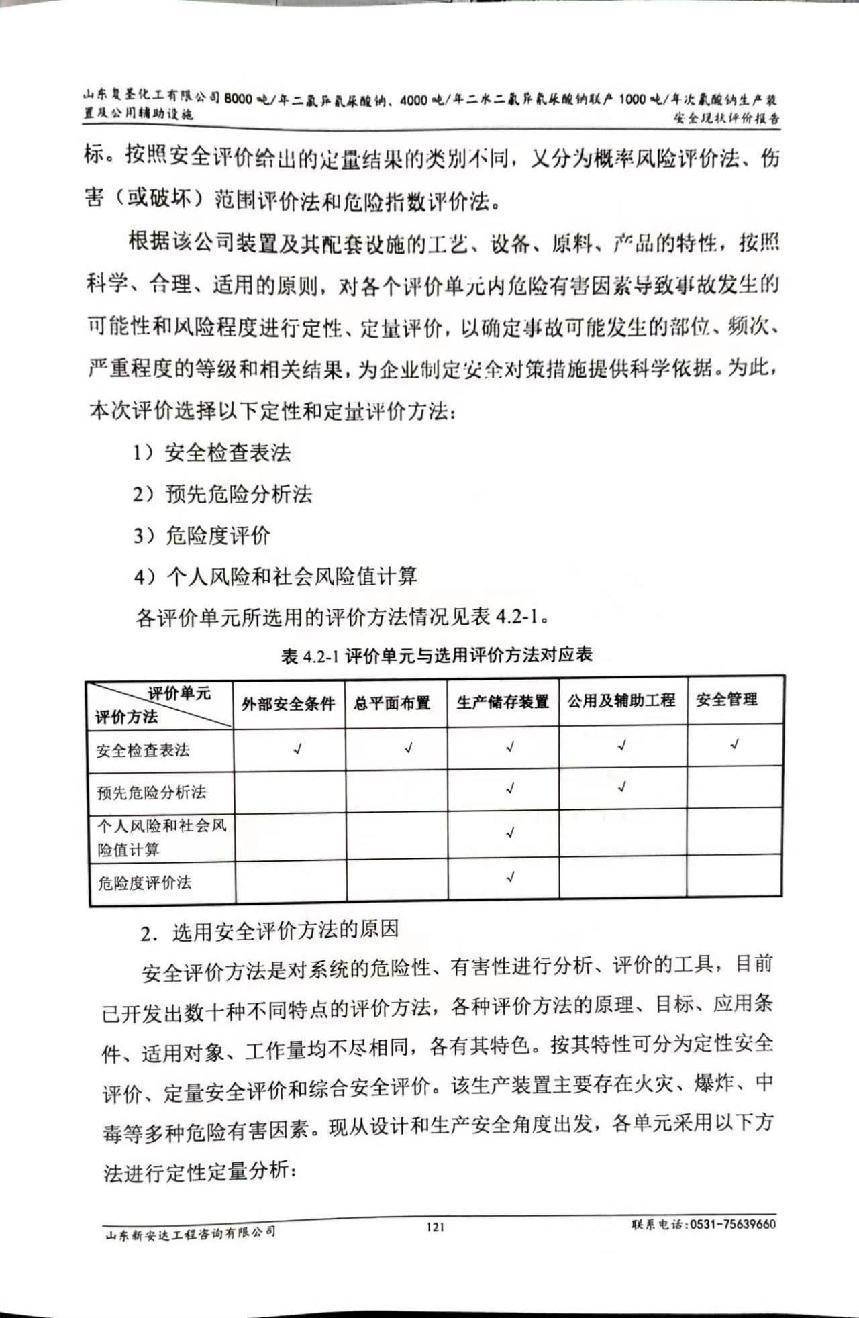 山东复圣化工有限公司 8000 吨/年二氯异氰尿酸钠、4000 吨/年二水二氯异氰尿酸钠联产 1000 吨/年次氯酸钠生产装
置及公用辅助设施 安全现状评价报告
标。按照安全评价给出的定量结果的类别不同，又分为概率风险评价法、伤
害（或破坏）范围评价法和危险指数评价法。
根据该公司装置及其配套设施的工艺、设备、原料、产品的特性，按照
科学、合理、适用的原则，对各个评价单元内危险有害因素导致事故发生的
可能性和风险程度进行定性、定量评价，以确定事故可能发生的部位、频次、
严重程度的等级和相关结果，为企业制定安全对策措施提供科学依据。为此，
本次评价选择以下定性和定量评价方法：
1）安全检查表法
2）预先危险分析法
3）危险度评价
4）个人风险和社会风险值计算
各评价单元所选用的评价方法情况见表 4.2-1。
表 4.2-1 评价单元与选用评价方法对应表
评价单元
评价方法 外部安全条件 总平面布置 生产储存装置 公用及辅助工程 安全管理
安全检查表法 √ √ √ √ √
预先危险分析法 √ √
个人风险和社会风
险值计算 √
危险度评价法 √
2．选用安全评价方法的原因
安全评价方法是对系统的危险性、有害性进行分析、评价的工具，目前
已开发出数十种不同特点的评价方法，各种评价方法的原理、目标、应用条
件、适用对象、工作量均不尽相同，各有其特色。按其特性可分为定性安全
评价、定量安全评价和综合安全评价。该生产装置主要存在火灾、爆炸、中
毒等多种危险有害因素。现从设计和生产安全角度出发，各单元采用以下方
法进行定性定量分析：
山东新安达工程咨询有限公司 121 联系电话:0531-75639660